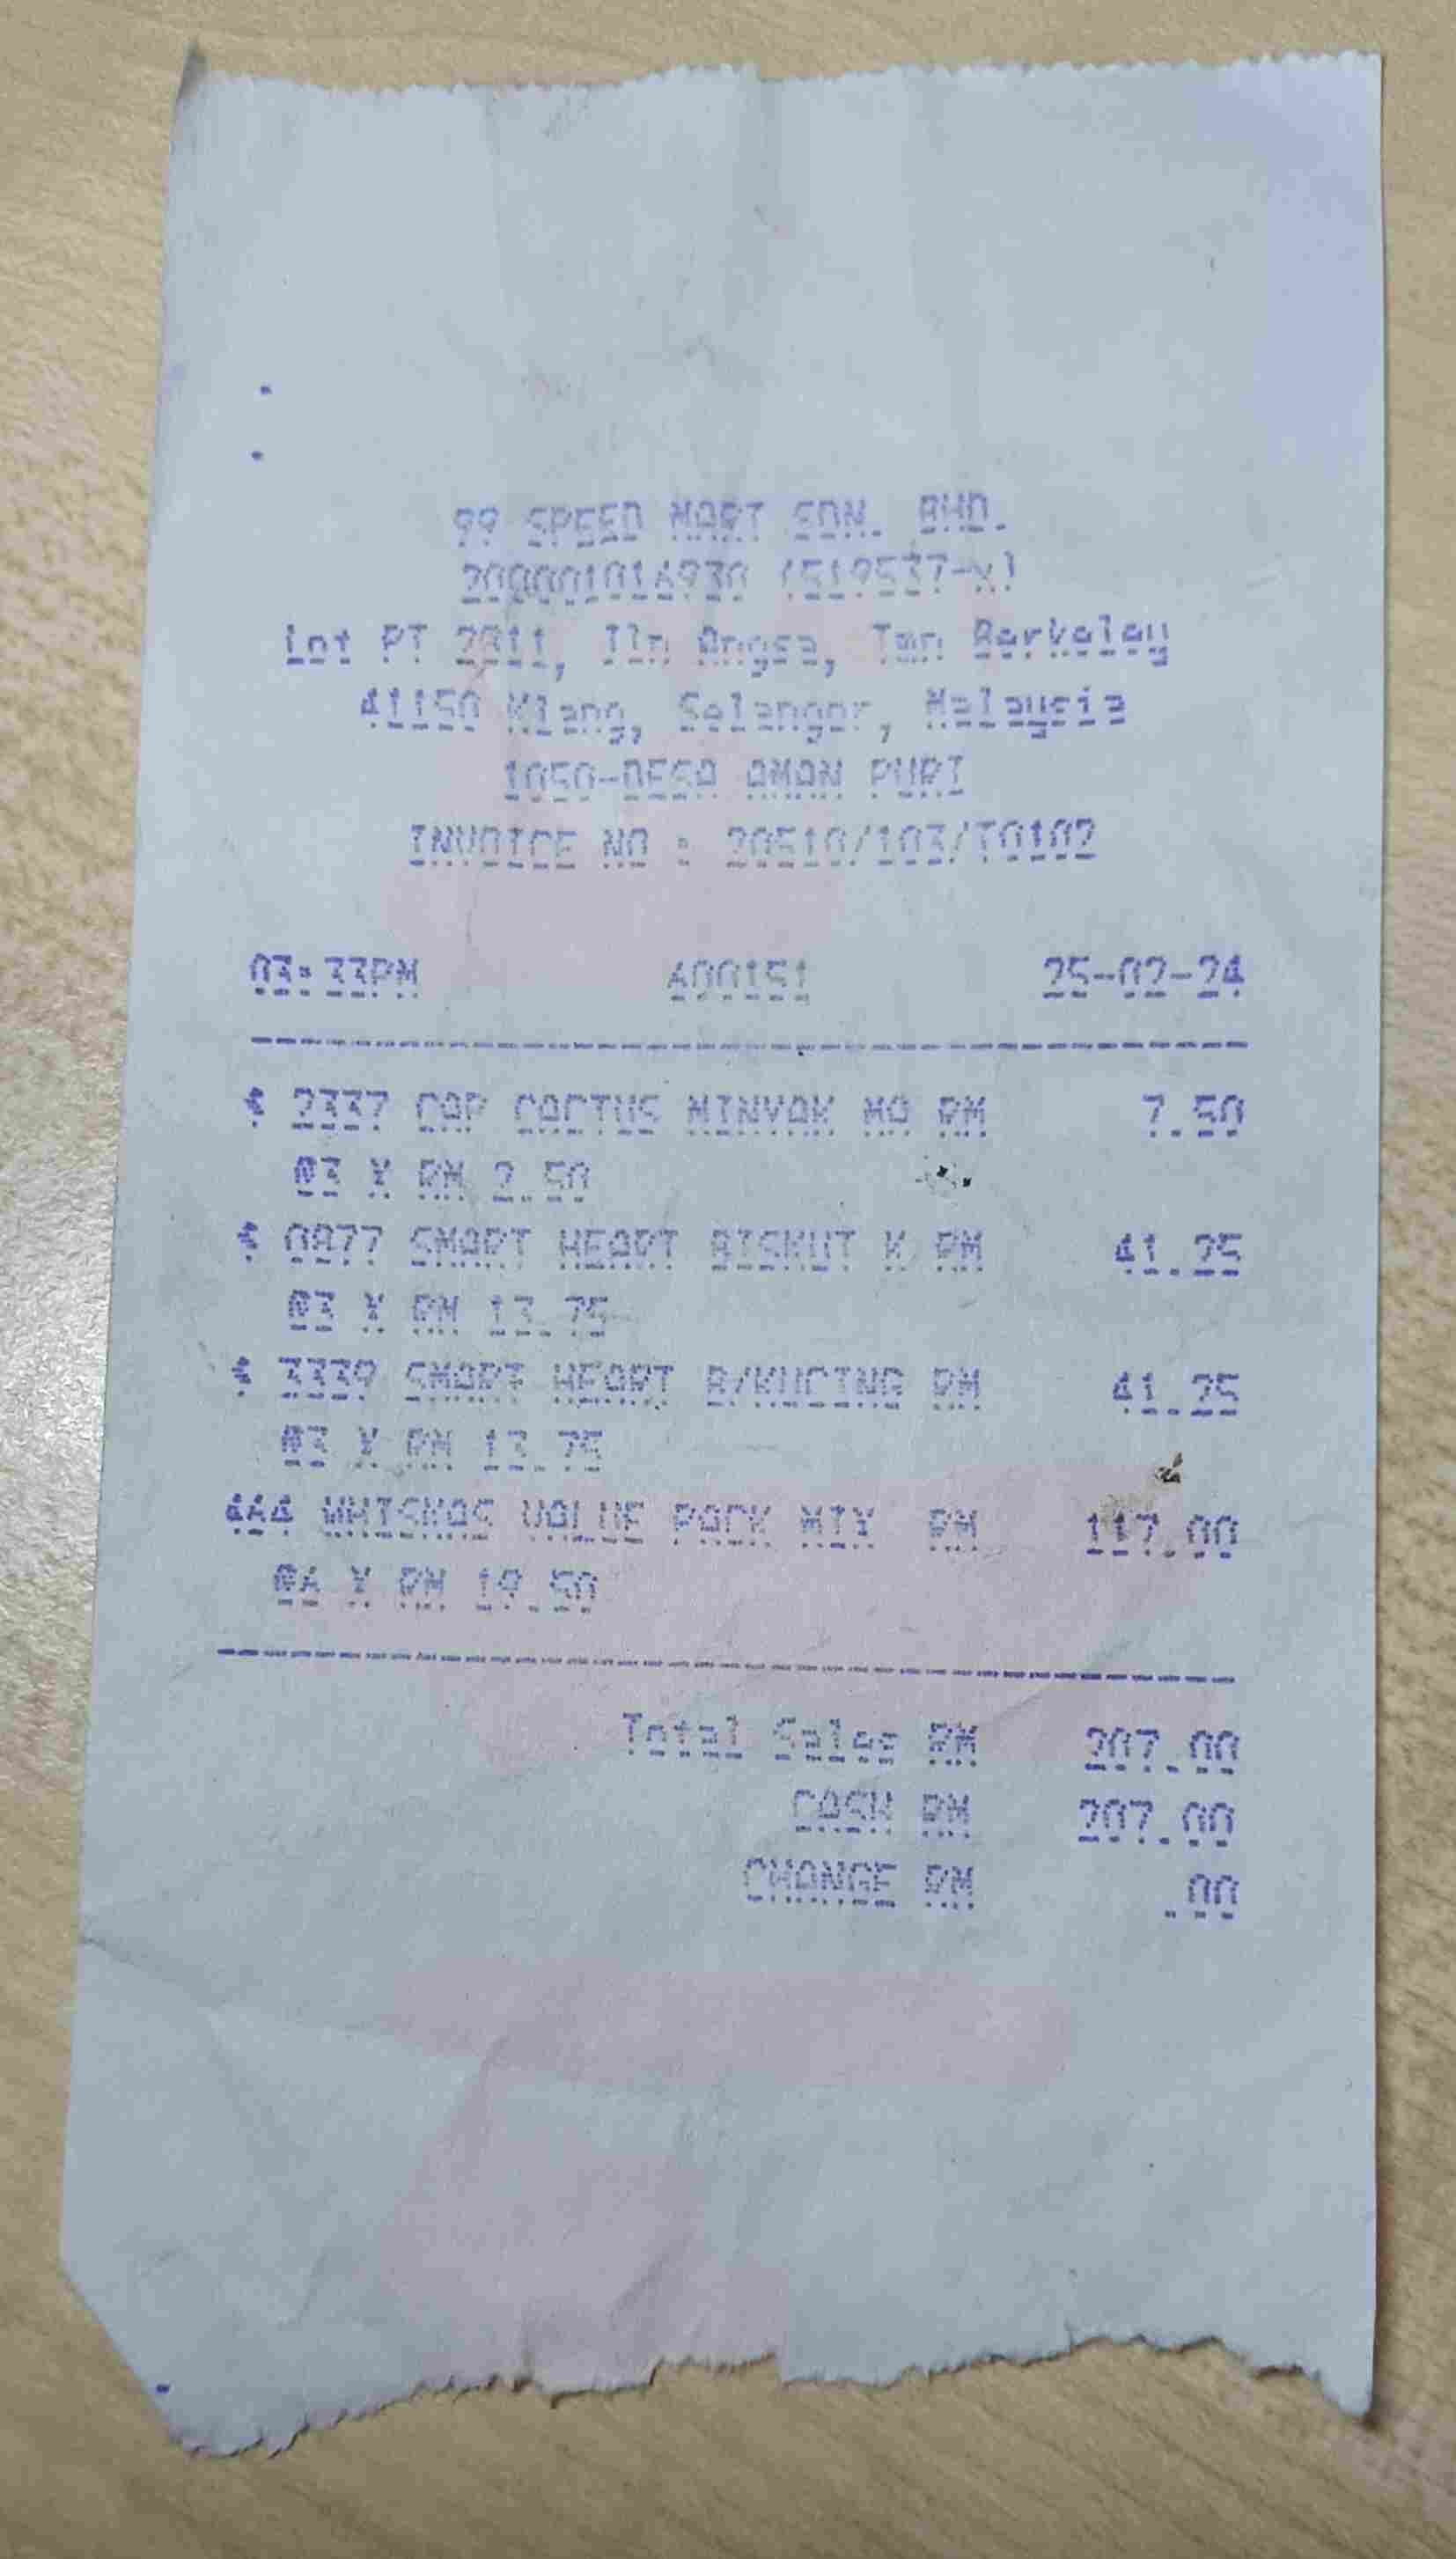 99 SPEED MART SDN. BHD.
200001016930 (519537-X)
Lot PT 2811, Jln Angsa, Tmn Berkeley
41150 Klang, Selangor, Malaysia
1050-DESA AMAN PURI
INVOICE NO : 20510/103/T0102
03:33PM A00151 25-02-24
2337 CAP CACTUS MINYAK MA RM 7.50
@3 X RM 2.50
0877 SMART HEART BISKUT K RM 41.25
@3 X RM 13.75
3339 SMART HEART B/KUCING RM 41.25
@3 X RM 13.75
464 WHISKAS VALUE PACK MIX RM 117.00
@6 X RM 19.50
Total Sales RM 207.00
CASH RM 207.00
CHANGE RM .00